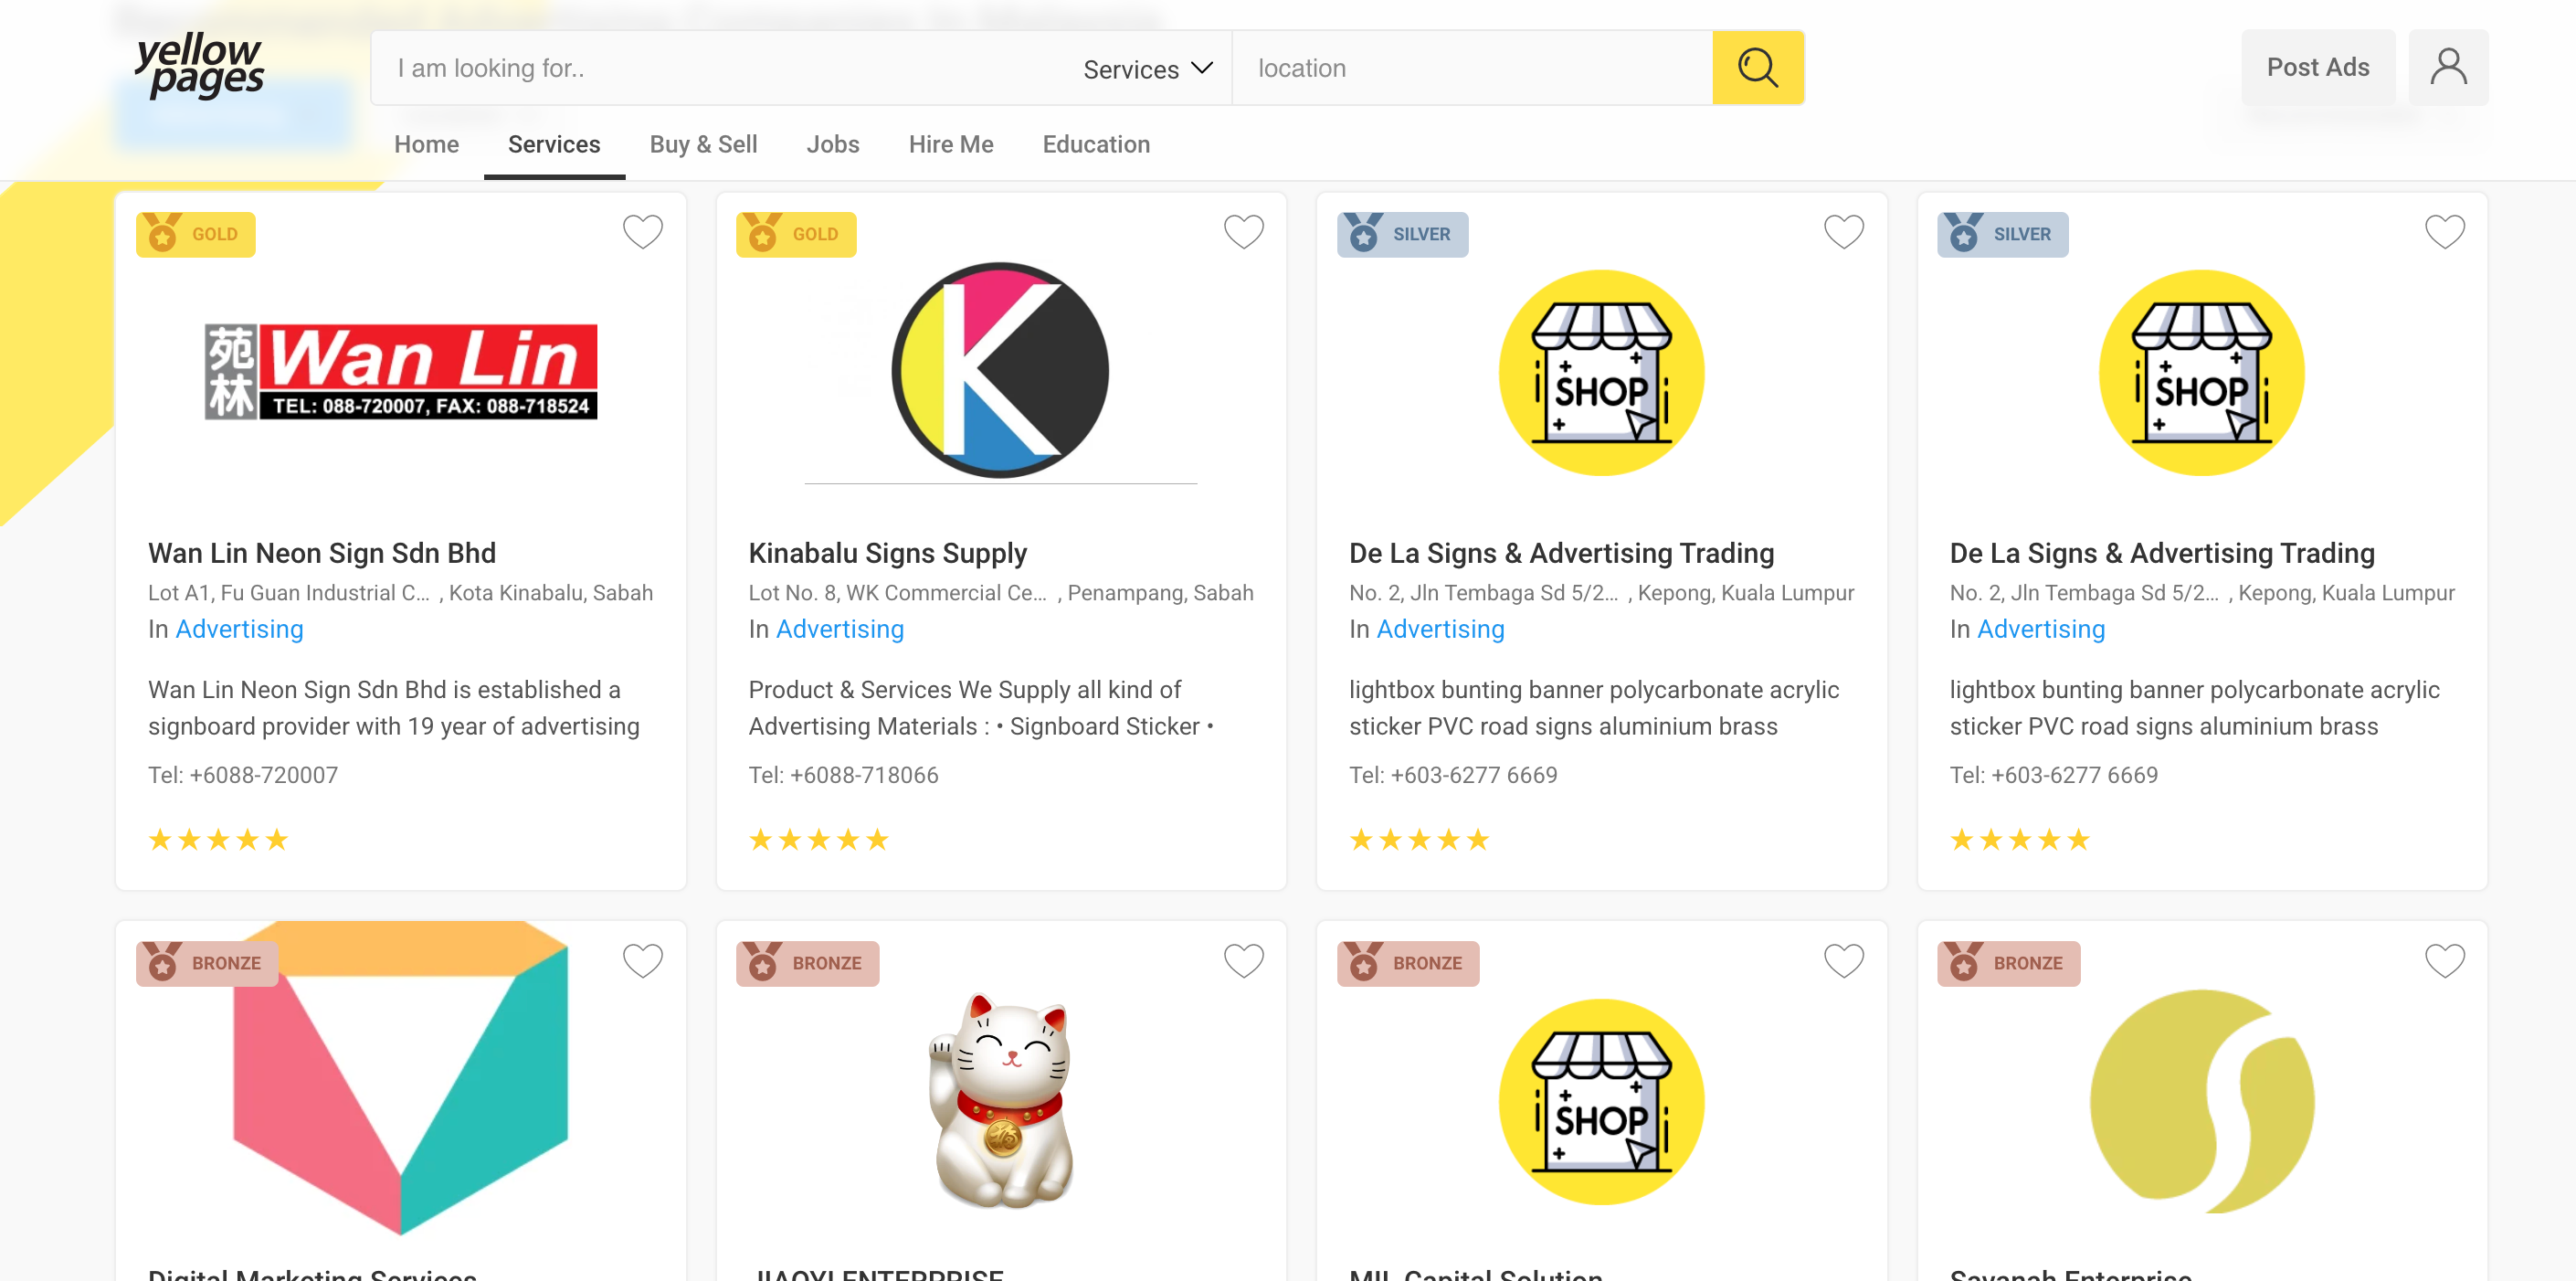 yellow
pages
I am looking for..
Services
location
Post Ads
Home
Services
Buy & Sell
Jobs
Hire Me
Education
GOLD
苑林
Wan Lin
TEL: 088-720007, FAX: 088-718524
Wan Lin Neon Sign Sdn Bhd
Lot A1, Fu Guan Industrial C... , Kota Kinabalu, Sabah
In Advertising
Wan Lin Neon Sign Sdn Bhd is established a
signboard provider with 19 year of advertising
Tel: +6088-720007
GOLD
K
Kinabalu Signs Supply
Lot No. 8, WK Commercial Ce... , Penampang, Sabah
In Advertising
Product & Services We Supply all kind of
Advertising Materials : • Signboard Sticker •
Tel: +6088-718066
SILVER
SHOP
De La Signs & Advertising Trading
No. 2, Jln Tembaga Sd 5/2... , Kepong, Kuala Lumpur
In Advertising
lightbox bunting banner polycarbonate acrylic
sticker PVC road signs aluminium brass
Tel: +603-6277 6669
SILVER
SHOP
De La Signs & Advertising Trading
No. 2, Jln Tembaga Sd 5/2... , Kepong, Kuala Lumpur
In Advertising
lightbox bunting banner polycarbonate acrylic
sticker PVC road signs aluminium brass
Tel: +603-6277 6669
BRONZE
Digital Marketing Services
BRONZE
福
JIAOYI ENTERPRISE
BRONZE
SHOP
MIL Capital Solution
BRONZE
Savanah Enterprise